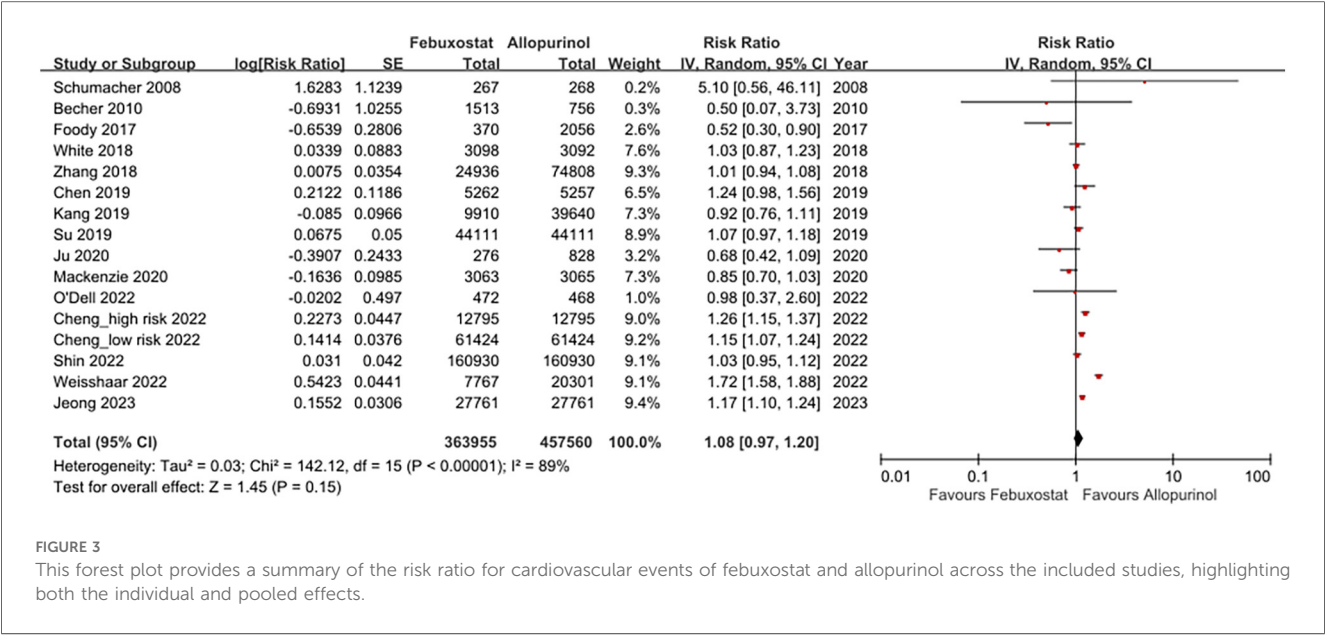 Febuxostat Allopurinol Risk Ratio Risk Ratio
Study or Subgroup log[Risk Ratio] SE Total Total Weight IV, Random, 95% CI Year IV, Random, 95% CI
Schumacher 2008 1.6283 1.1239 267 268 0.2% 5.10 [0.56, 46.11] 2008
Becher 2010 -0.6931 1.0255 1513 756 0.3% 0.50 [0.07, 3.73] 2010
Foody 2017 -0.6539 0.2806 370 2056 2.6% 0.52 [0.30, 0.90] 2017
White 2018 0.0339 0.0883 3098 3092 7.6% 1.03 [0.87, 1.23] 2018
Zhang 2018 0.0075 0.0354 24936 74808 9.3% 1.01 [0.94, 1.08] 2018
Chen 2019 0.2122 0.1186 5262 5257 6.5% 1.24 [0.98, 1.56] 2019
Kang 2019 -0.085 0.0966 9910 39640 7.3% 0.92 [0.76, 1.11] 2019
Su 2019 0.0675 0.05 44111 44111 8.9% 1.07 [0.97, 1.18] 2019
Ju 2020 -0.3907 0.2433 276 828 3.2% 0.68 [0.42, 1.09] 2020
Mackenzie 2020 -0.1636 0.0985 3063 3065 7.3% 0.85 [0.70, 1.03] 2020
O'Dell 2022 -0.0202 0.497 472 468 1.0% 0.98 [0.37, 2.60] 2022
Cheng_high risk 2022 0.2273 0.0447 12795 12795 9.0% 1.26 [1.15, 1.37] 2022
Cheng_low risk 2022 0.1414 0.0376 61424 61424 9.2% 1.15 [1.07, 1.24] 2022
Shin 2022 0.031 0.042 160930 160930 9.1% 1.03 [0.95, 1.12] 2022
Weisshaar 2022 0.5423 0.0441 7767 20301 9.1% 1.72 [1.58, 1.88] 2022
Jeong 2023 0.1552 0.0306 27761 27761 9.4% 1.17 [1.10, 1.24] 2023
Total (95% CI) 363955 457560 100.0% 1.08 [0.97, 1.20]
Heterogeneity: Tau² = 0.03; Chi² = 142.12, df = 15 (P < 0.00001); I² = 89%
Test for overall effect: Z = 1.45 (P = 0.15)
0.01 0.1 1 10 100
Favours Febuxostat Favours Allopurinol
FIGURE 3
This forest plot provides a summary of the risk ratio for cardiovascular events of febuxostat and allopurinol across the included studies, highlighting
both the individual and pooled effects.